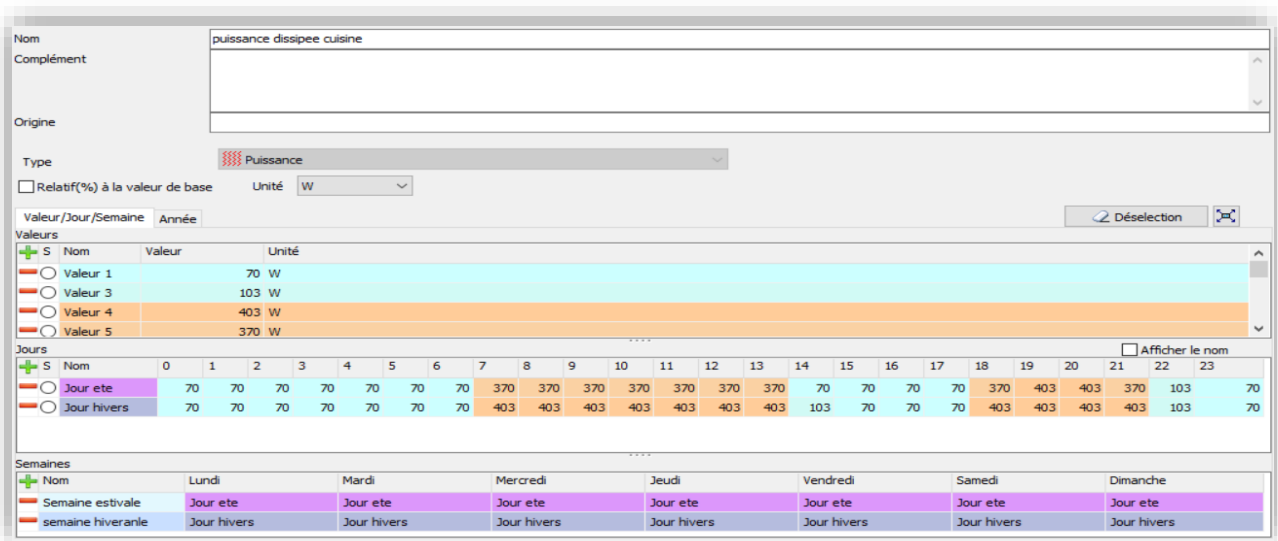 Nom puissance dissipee cuisine
Complément
Origine
Type Puissance
Relatif(%) à la valeur de base Unité W
Valeur/Jour/Semaine Année Déselection
Valeurs
S Nom Valeur Unité
Valeur 1 70 W
Valeur 3 103 W
Valeur 4 403 W
Valeur 5 370 W
Jours Afficher le nom
S Nom 0 1 2 3 4 5 6 7 8 9 10 11 12 13 14 15 16 17 18 19 20 21 22 23
Jour ete 70 70 70 70 70 70 70 370 370 370 370 370 370 370 70 70 70 70 370 403 403 370 103 70
Jour hivers 70 70 70 70 70 70 70 403 403 403 403 403 403 403 103 70 70 70 403 403 403 403 103 70
Semaines
Nom Lundi Mardi Mercredi Jeudi Vendredi Samedi Dimanche
Semaine estivale Jour ete Jour ete Jour ete Jour ete Jour ete Jour ete Jour ete
semaine hiveranle Jour hivers Jour hivers Jour hivers Jour hivers Jour hivers Jour hivers Jour hivers